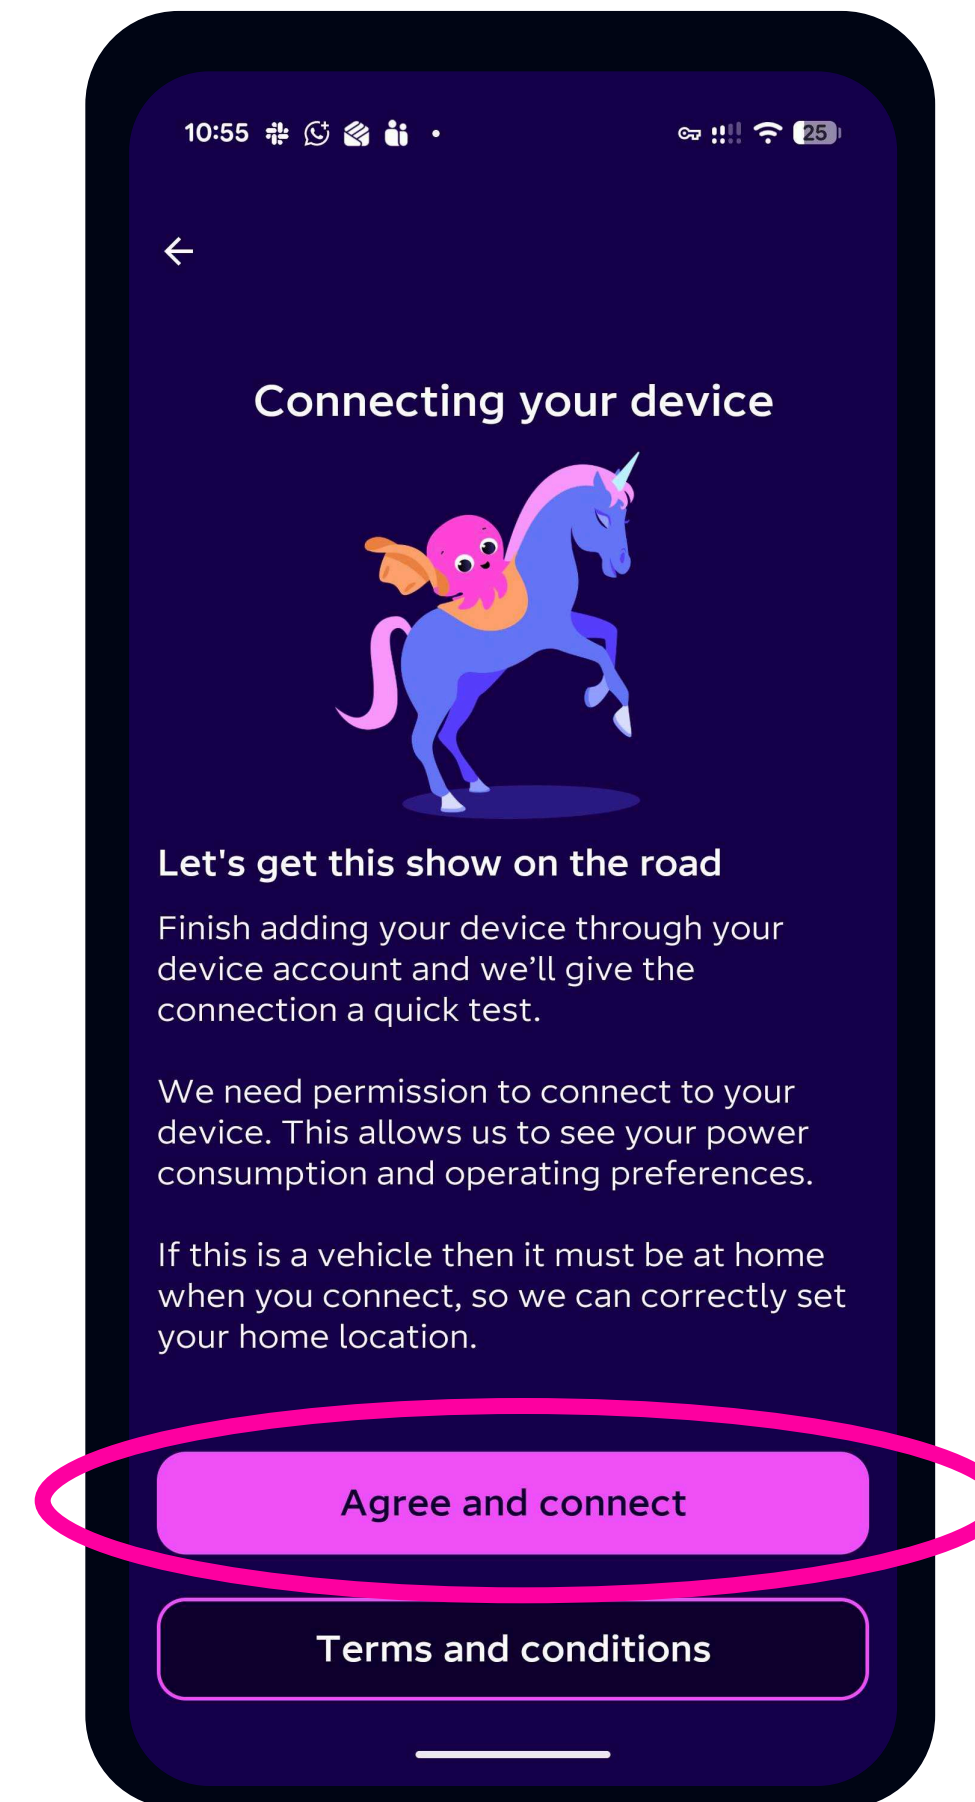 10:55
25
Connecting your device
Let's get this show on the road
Finish adding your device through your
device account and we’ll give the
connection a quick test.
We need permission to connect to your
device. This allows us to see your power
consumption and operating preferences.
If this is a vehicle then it must be at home
when you connect, so we can correctly set
your home location.
Agree and connect
Terms and conditions